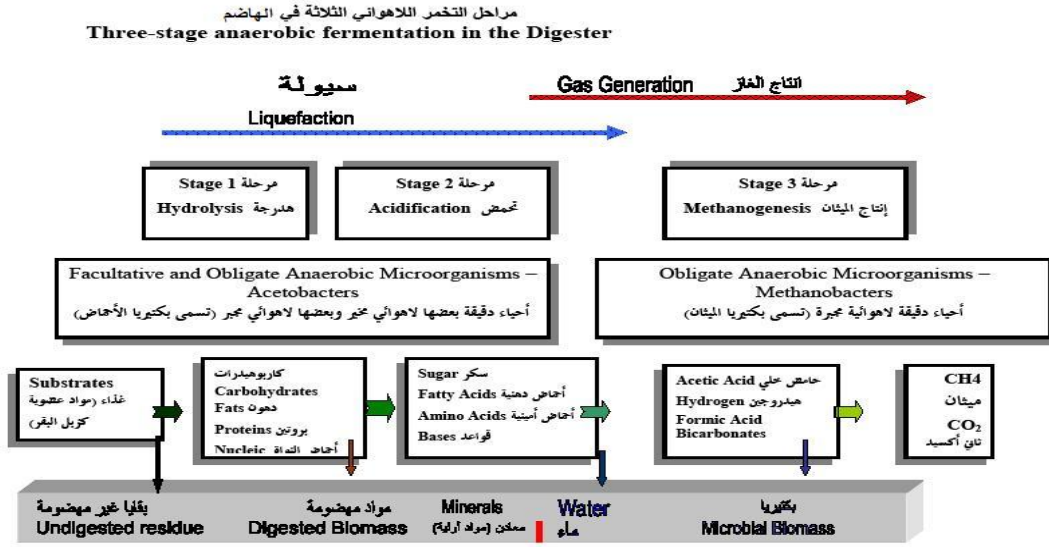 مراحل التخمر اللاهوائي الثلاثة في الهاضم
Three-stage anaerobic fermentation in the Digester
سيولة
Gas Generation انتاج الغاز
Liquefaction
Stage 1 مرحلة
Hydrolysis هدرجة
Stage 2 مرحلة
Acidification تحمض
Stage 3 مرحلة
Methanogenesis إنتاج الميثان
Facultative and Obligate Anaerobic Microorganisms –
Acetobacters
أحياء دقيقة بعضها لاهوائي مخير وبعضها لاهوائي مجبر (تسمى بكتيريا الأحماض)
Obligate Anaerobic Microorganisms –
Methanobacters
أحياء دقيقة لاهوائية مجبرة (تسمى بكتيريا الميثان)
Substrates
غذاء (مواد عضوية
كزبل البقر)
كاربوهيدرات
Carbohydrates
Fats دهون
Proteins بروتين
Nucleic أحماض النواة
Sugar سكر
Fatty Acids أحماض دهنية
Amino Acids أحماض أمينية
Bases قواعد
Acetic Acid حامض خلي
Hydrogen هيدروجين
Formic Acid
Bicarbonates
CH4
ميثان
CO2
ثاني أكسيد
بقايا غير مهضومة
Undigested residue
مواد مهضومة
Digested Biomass
Minerals
معادن (مواد أولية)
Water
ماء
بكتيريا
Microbial Biomass